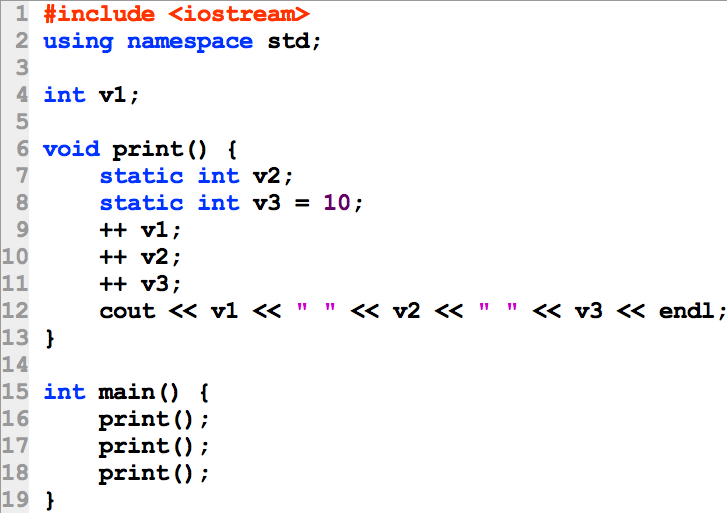 1 #include <iostream>
2 using namespace std;
3
4 int v1;
5
6 void print() {
7     static int v2;
8     static int v3 = 10;
9     ++ v1;
10     ++ v2;
11     ++ v3;
12     cout << v1 << " " << v2 << " " << v3 << endl;
13 }
14
15 int main() {
16     print();
17     print();
18     print();
19 }